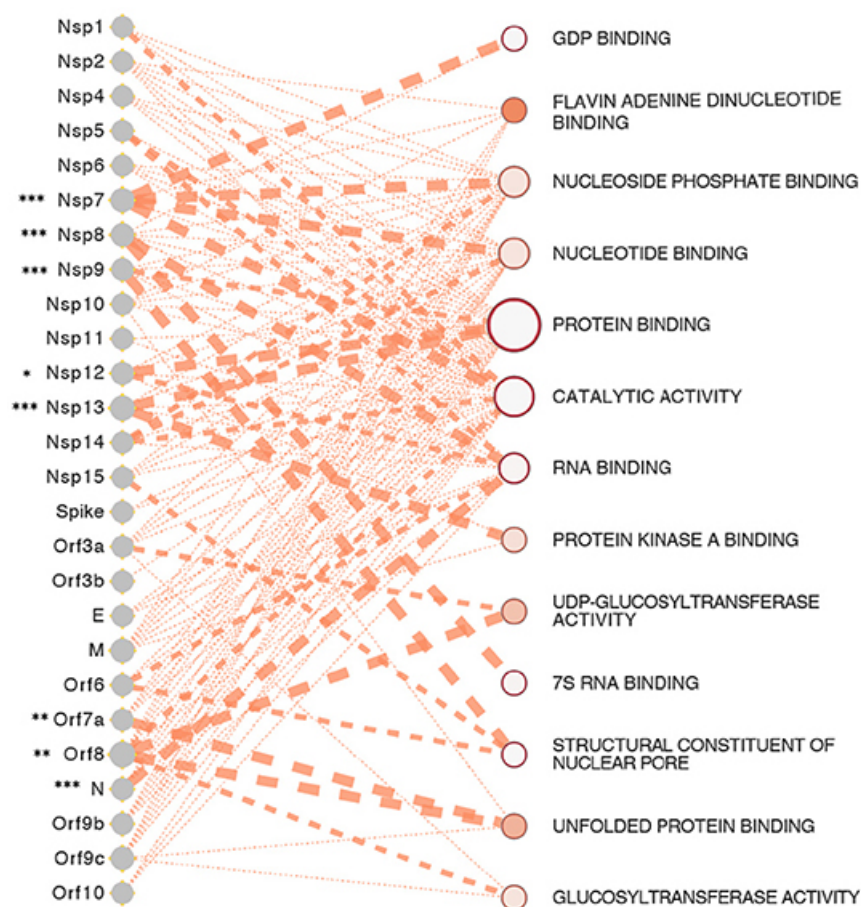 Nsp1
Nsp2
Nsp4
Nsp5
Nsp6
*** Nsp7
*** Nsp8
*** Nsp9
Nsp10
Nsp11
* Nsp12
*** Nsp13
Nsp14
Nsp15
Spike
Orf3a
Orf3b
E
M
Orf6
** Orf7a
** Orf8
*** N
Orf9b
Orf9c
Orf10
GDP BINDING
FLAVIN ADENINE DINUCLEOTIDE
BINDING
NUCLEOSIDE PHOSPHATE BINDING
NUCLEOTIDE BINDING
PROTEIN BINDING
CATALYTIC ACTIVITY
RNA BINDING
PROTEIN KINASE A BINDING
UDP-GLUCOSYLTRANSFERASE
ACTIVITY
7S RNA BINDING
STRUCTURAL CONSTITUENT OF
NUCLEAR PORE
UNFOLDED PROTEIN BINDING
GLUCOSYLTRANSFERASE ACTIVITY